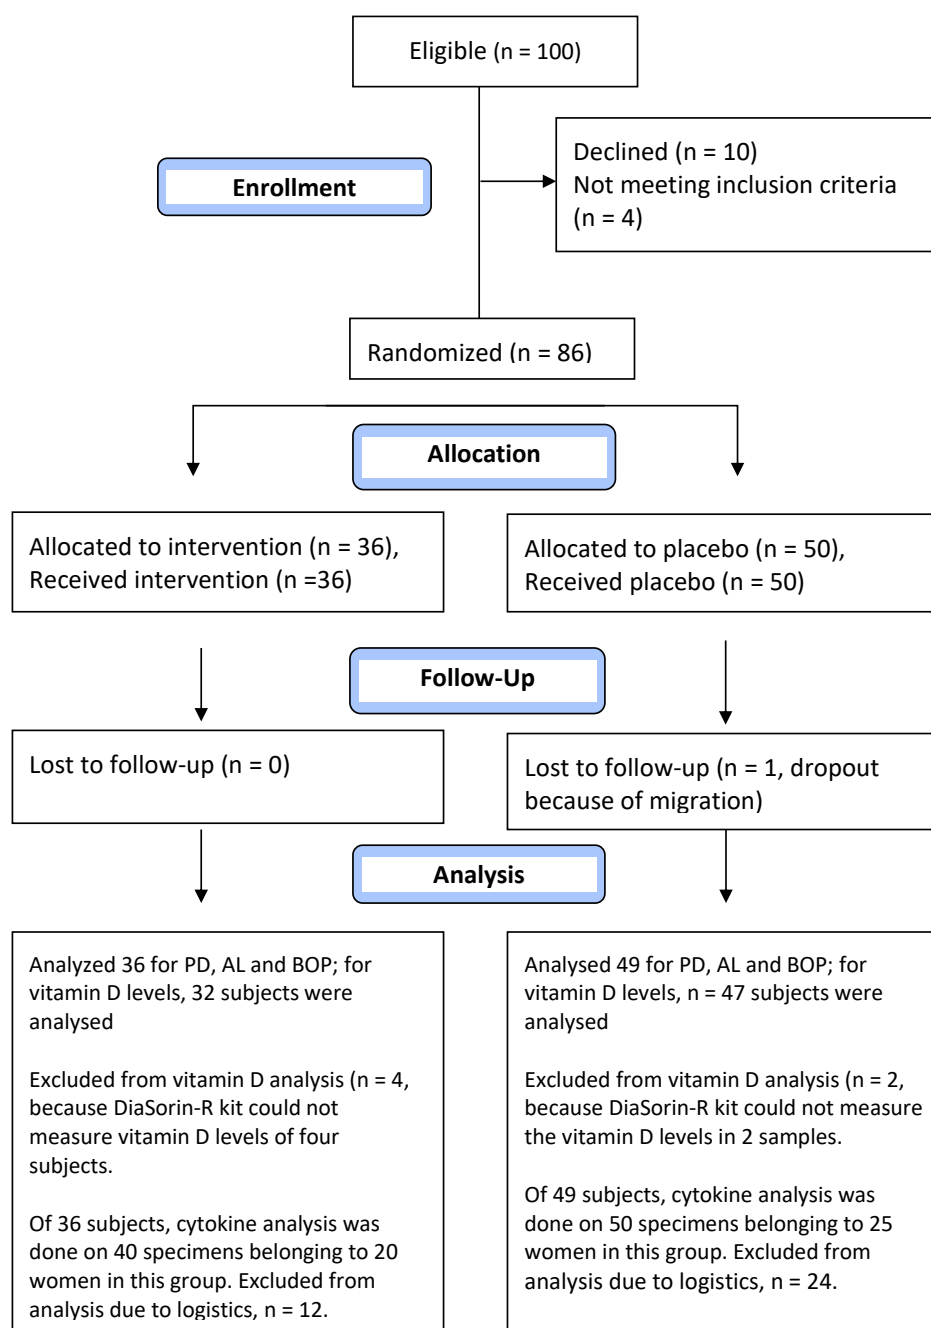 Eligible (n = 100)
Declined (n = 10)
Not meeting inclusion criteria
(n = 4)
Enrollment
Randomized (n = 86)
Allocation
Allocated to intervention (n = 36),
Received intervention (n =36)
Allocated to placebo (n = 50),
Received placebo (n = 50)
Follow-Up
Lost to follow-up (n = 0)
Lost to follow-up (n = 1, dropout
because of migration)
Analysis
Analyzed 36 for PD, AL and BOP; for
vitamin D levels, 32 subjects were
analysed
Excluded from vitamin D analysis (n = 4,
because DiaSorin-R kit could not
measure vitamin D levels of four
subjects.
Of 36 subjects, cytokine analysis was
done on 40 specimens belonging to 20
women in this group. Excluded from
analysis due to logistics, n = 12.
Analysed 49 for PD, AL and BOP; for
vitamin D levels, n = 47 subjects were
analysed
Excluded from vitamin D analysis (n = 2,
because DiaSorin-R kit could not measure
the vitamin D levels in 2 samples.
Of 49 subjects, cytokine analysis was
done on 50 specimens belonging to 25
women in this group. Excluded from
analysis due to logistics, n = 24.